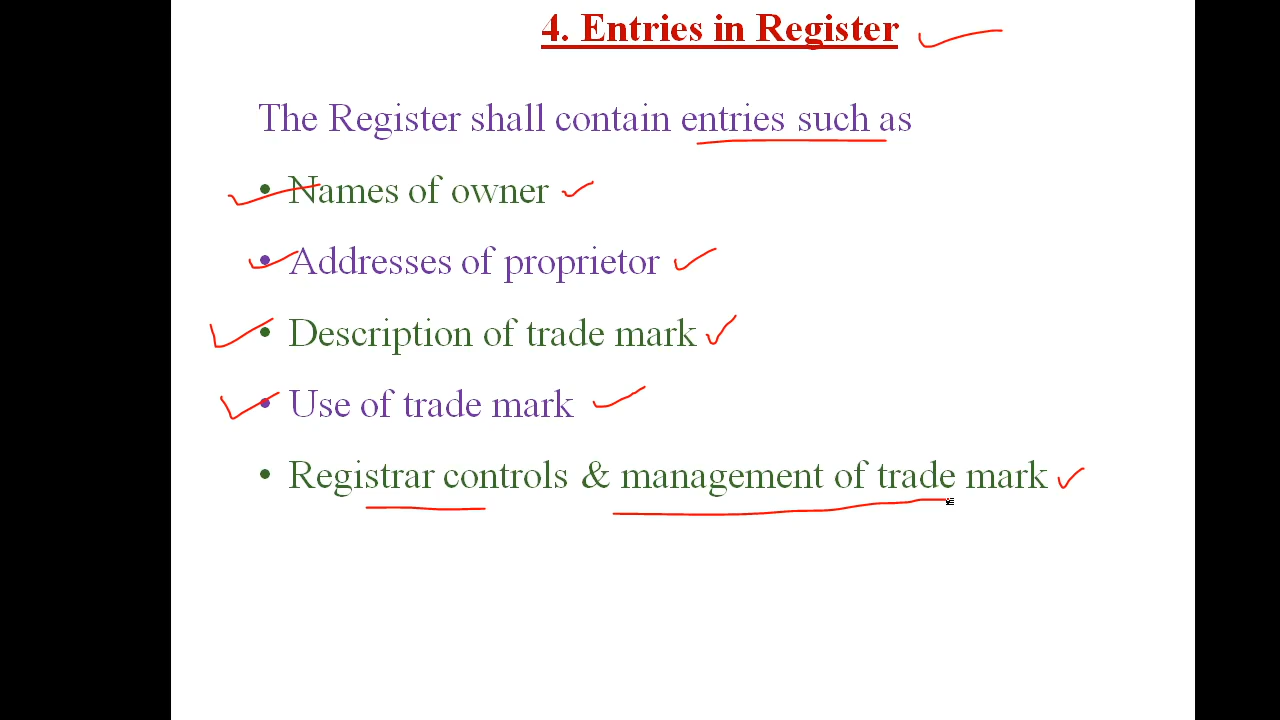 4. Entries in Register
The Register shall contain entries such as
• Names of owner
• Addresses of proprietor
• Description of trade mark
• Use of trade mark
• Registrar controls & management of trade mark